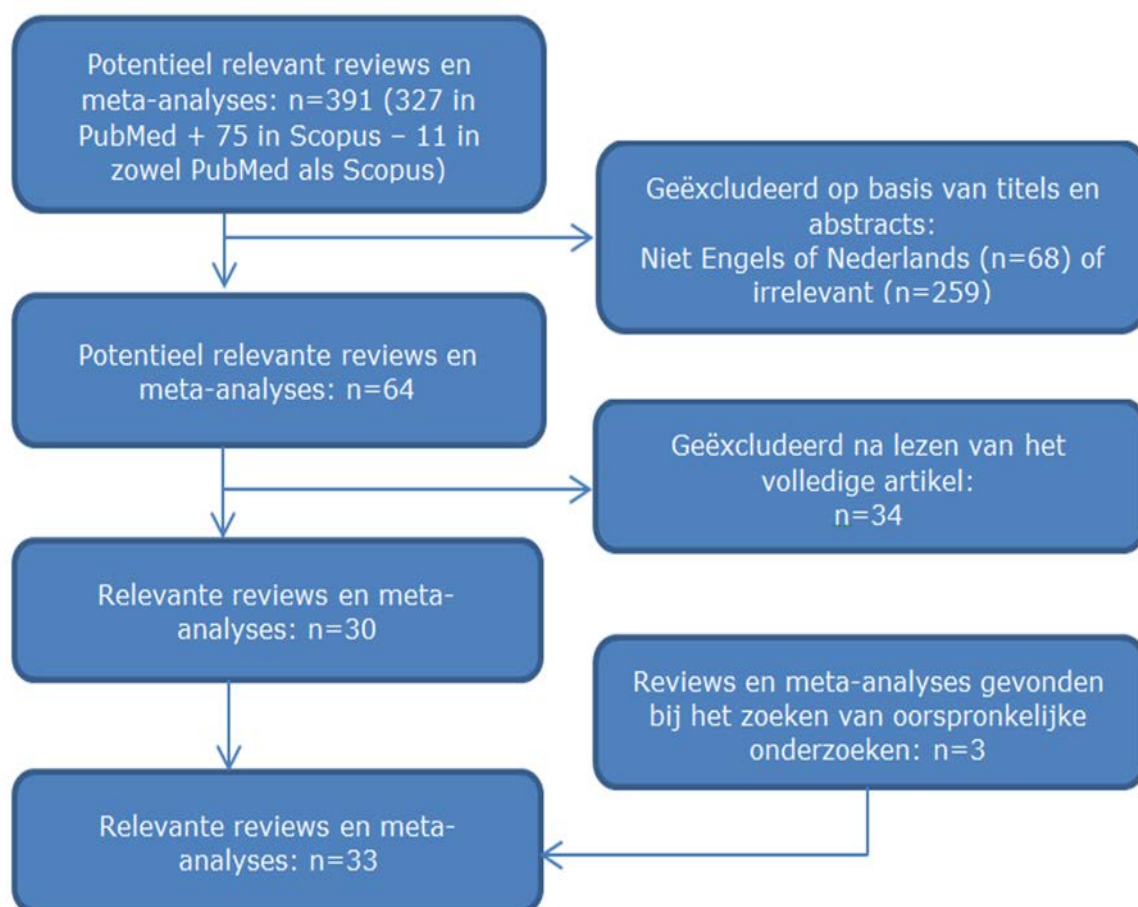 Potentieel relevant reviews en
meta-analyses: n=391 (327 in
PubMed + 75 in Scopus – 11 in
zowel PubMed als Scopus)
Geëxcludeerd op basis van titels en
abstracts:
Niet Engels of Nederlands (n=68) of
irrelevant (n=259)
Potentieel relevante reviews en
meta-analyses: n=64
Geëxcludeerd na lezen van het
volledige artikel:
n=34
Relevante reviews en meta-
analyses: n=30
Reviews en meta-analyses gevonden
bij het zoeken van oorspronkelijke
onderzoeken: n=3
Relevante reviews en meta-
analyses: n=33